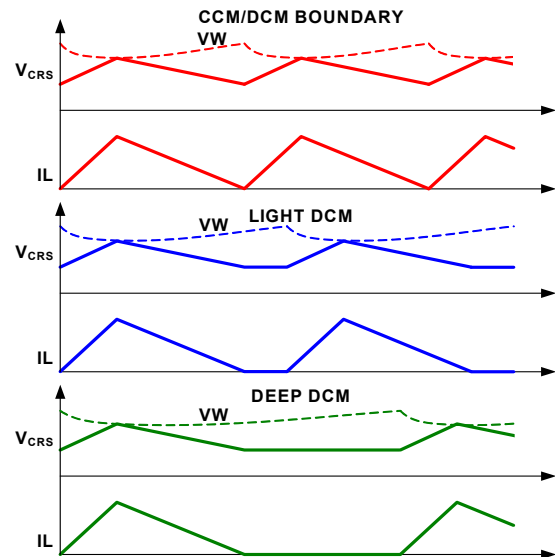 CCM/DCM BOUNDARY
VW
VCRS
IL
LIGHT DCM
VW
VCRS
IL
DEEP DCM
VW
VCRS
IL